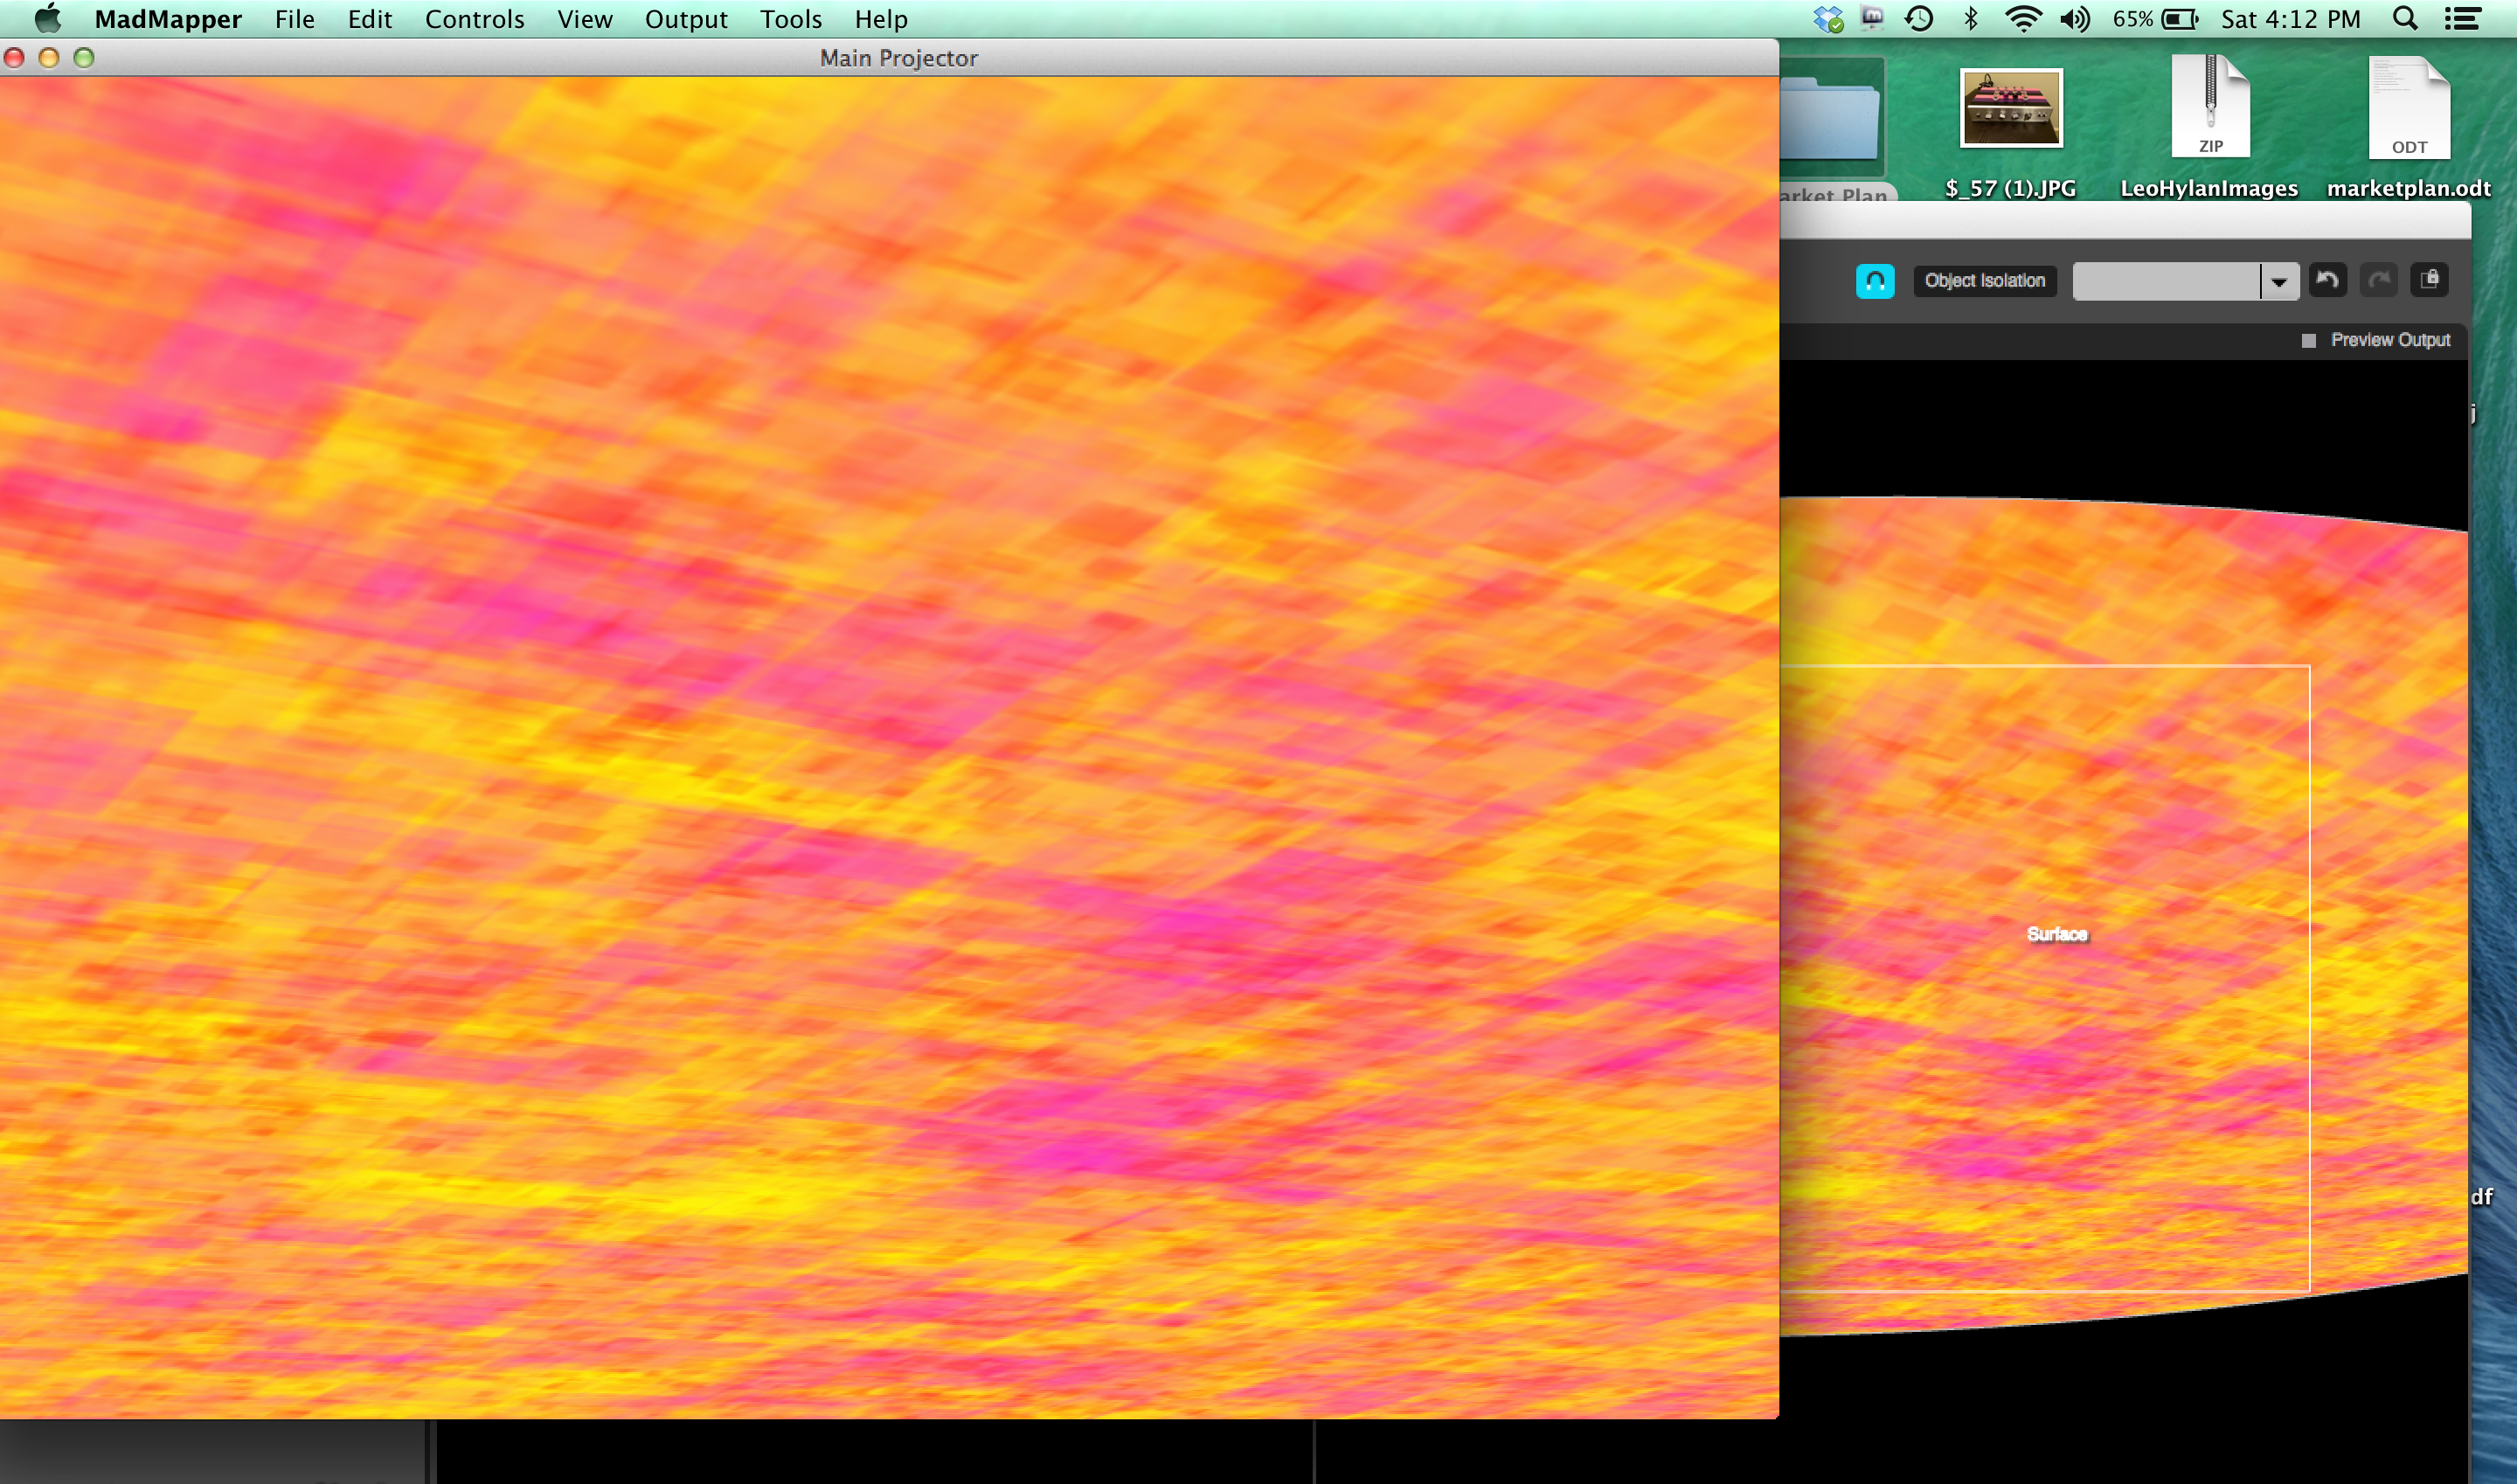 MadMapper File Edit Controls View Output Tools Help 65% Sat 4:12 PM
Main Projector
ZIP
ODT
arket Plan
$_57 (1).JPG
LeoHylanImages
marketplan.odt
Object Isolation
Preview Output
j
Surface
df